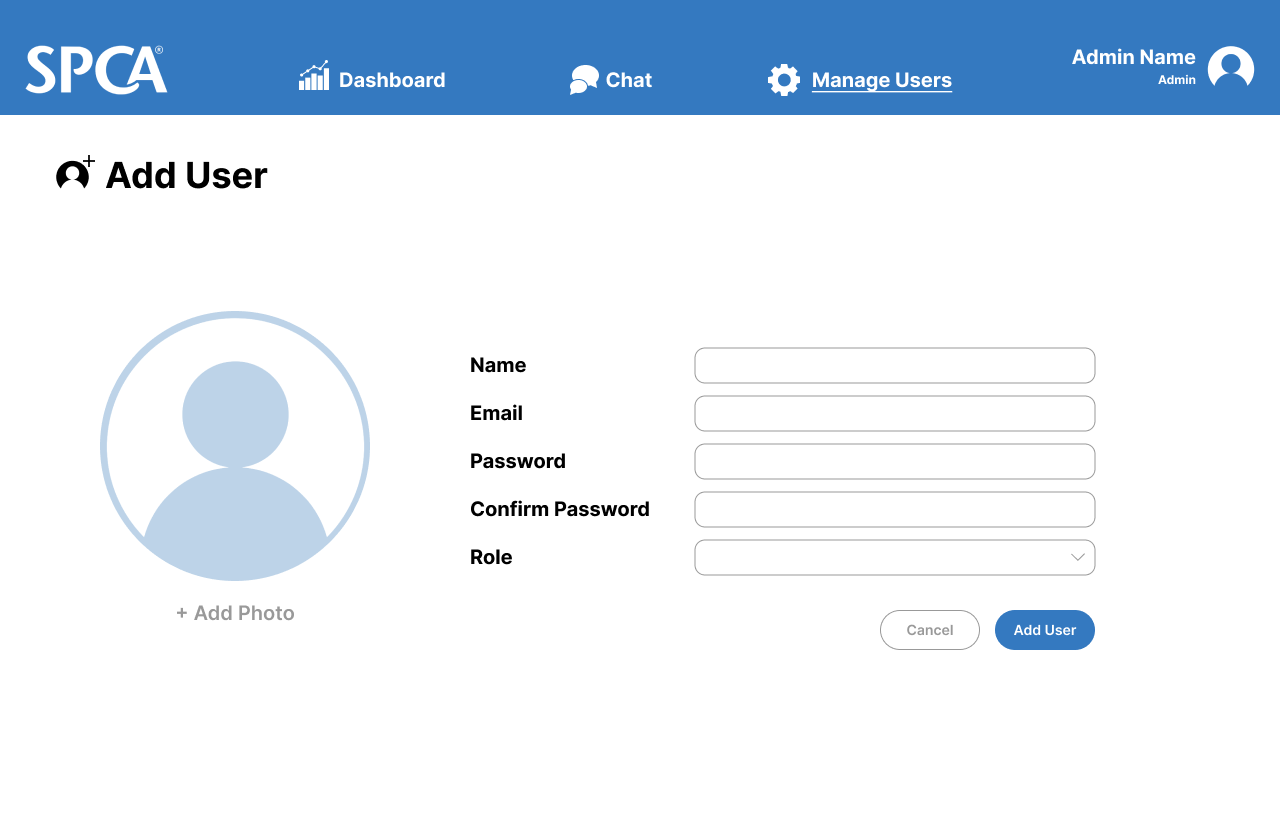 SPCA®
Dashboard
Chat
Manage Users
Admin Name
Admin
Add User
Name
Email
Password
Confirm Password
Role
+ Add Photo
Cancel
Add User